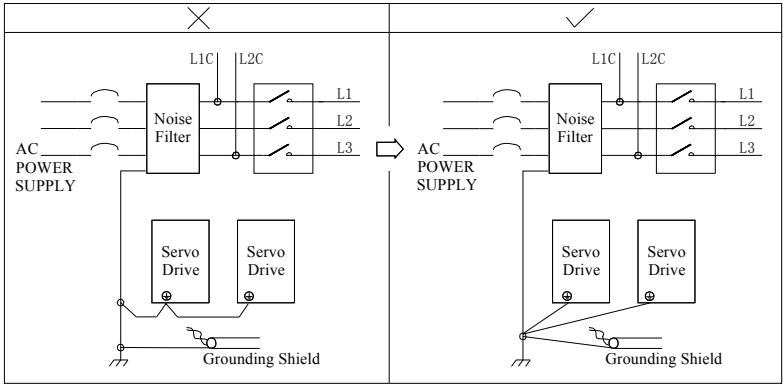 L1C L2C
L1
Noise
Filter
L2
L3
AC
POWER
SUPPLY
Servo
Drive
Servo
Drive
Grounding Shield
L1C L2C
L1
Noise
Filter
L2
L3
AC
POWER
SUPPLY
Servo
Drive
Servo
Drive
Grounding Shield